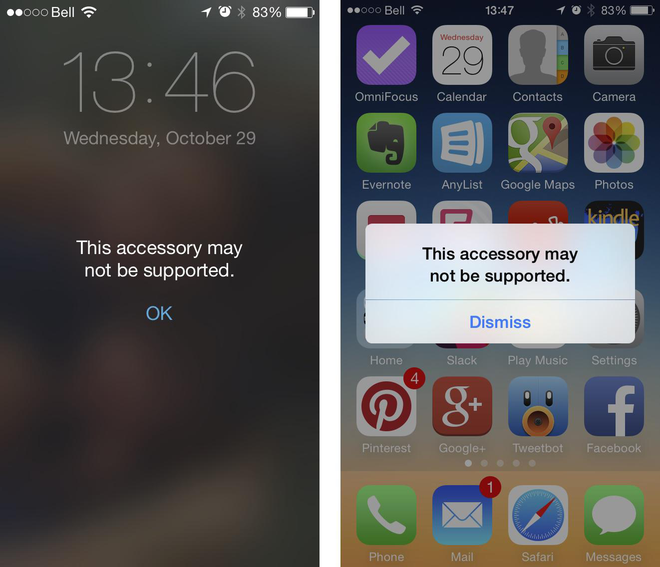 Bell 83%
13:46
Wednesday, October 29
This accessory may
not be supported.
OK
Bell 13:47 83%
Wednesday
29
OmniFocus Calendar Contacts Camera
Evernote AnyList Google Maps Photos
kindle
This accessory may
not be supported.
Dismiss
Home Slack Play Music Settings
4
g+
Pinterest Google+ Tweetbot Facebook
1
Phone Mail Safari Messages